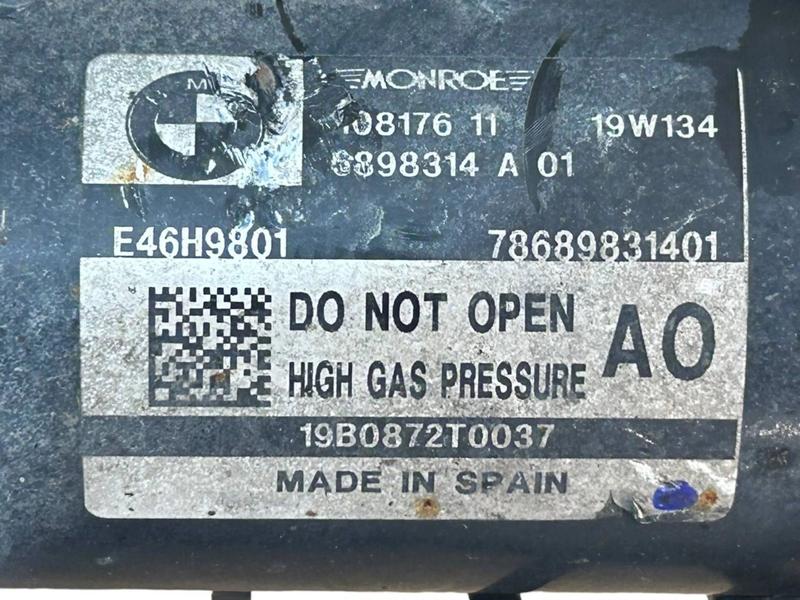 M
MONROE
108176 11 19W134
6898314 A 01
E46H9801 78689831401
DO NOT OPEN AO
HIGH GAS PRESSURE
19B0872T0037
MADE IN SPAIN